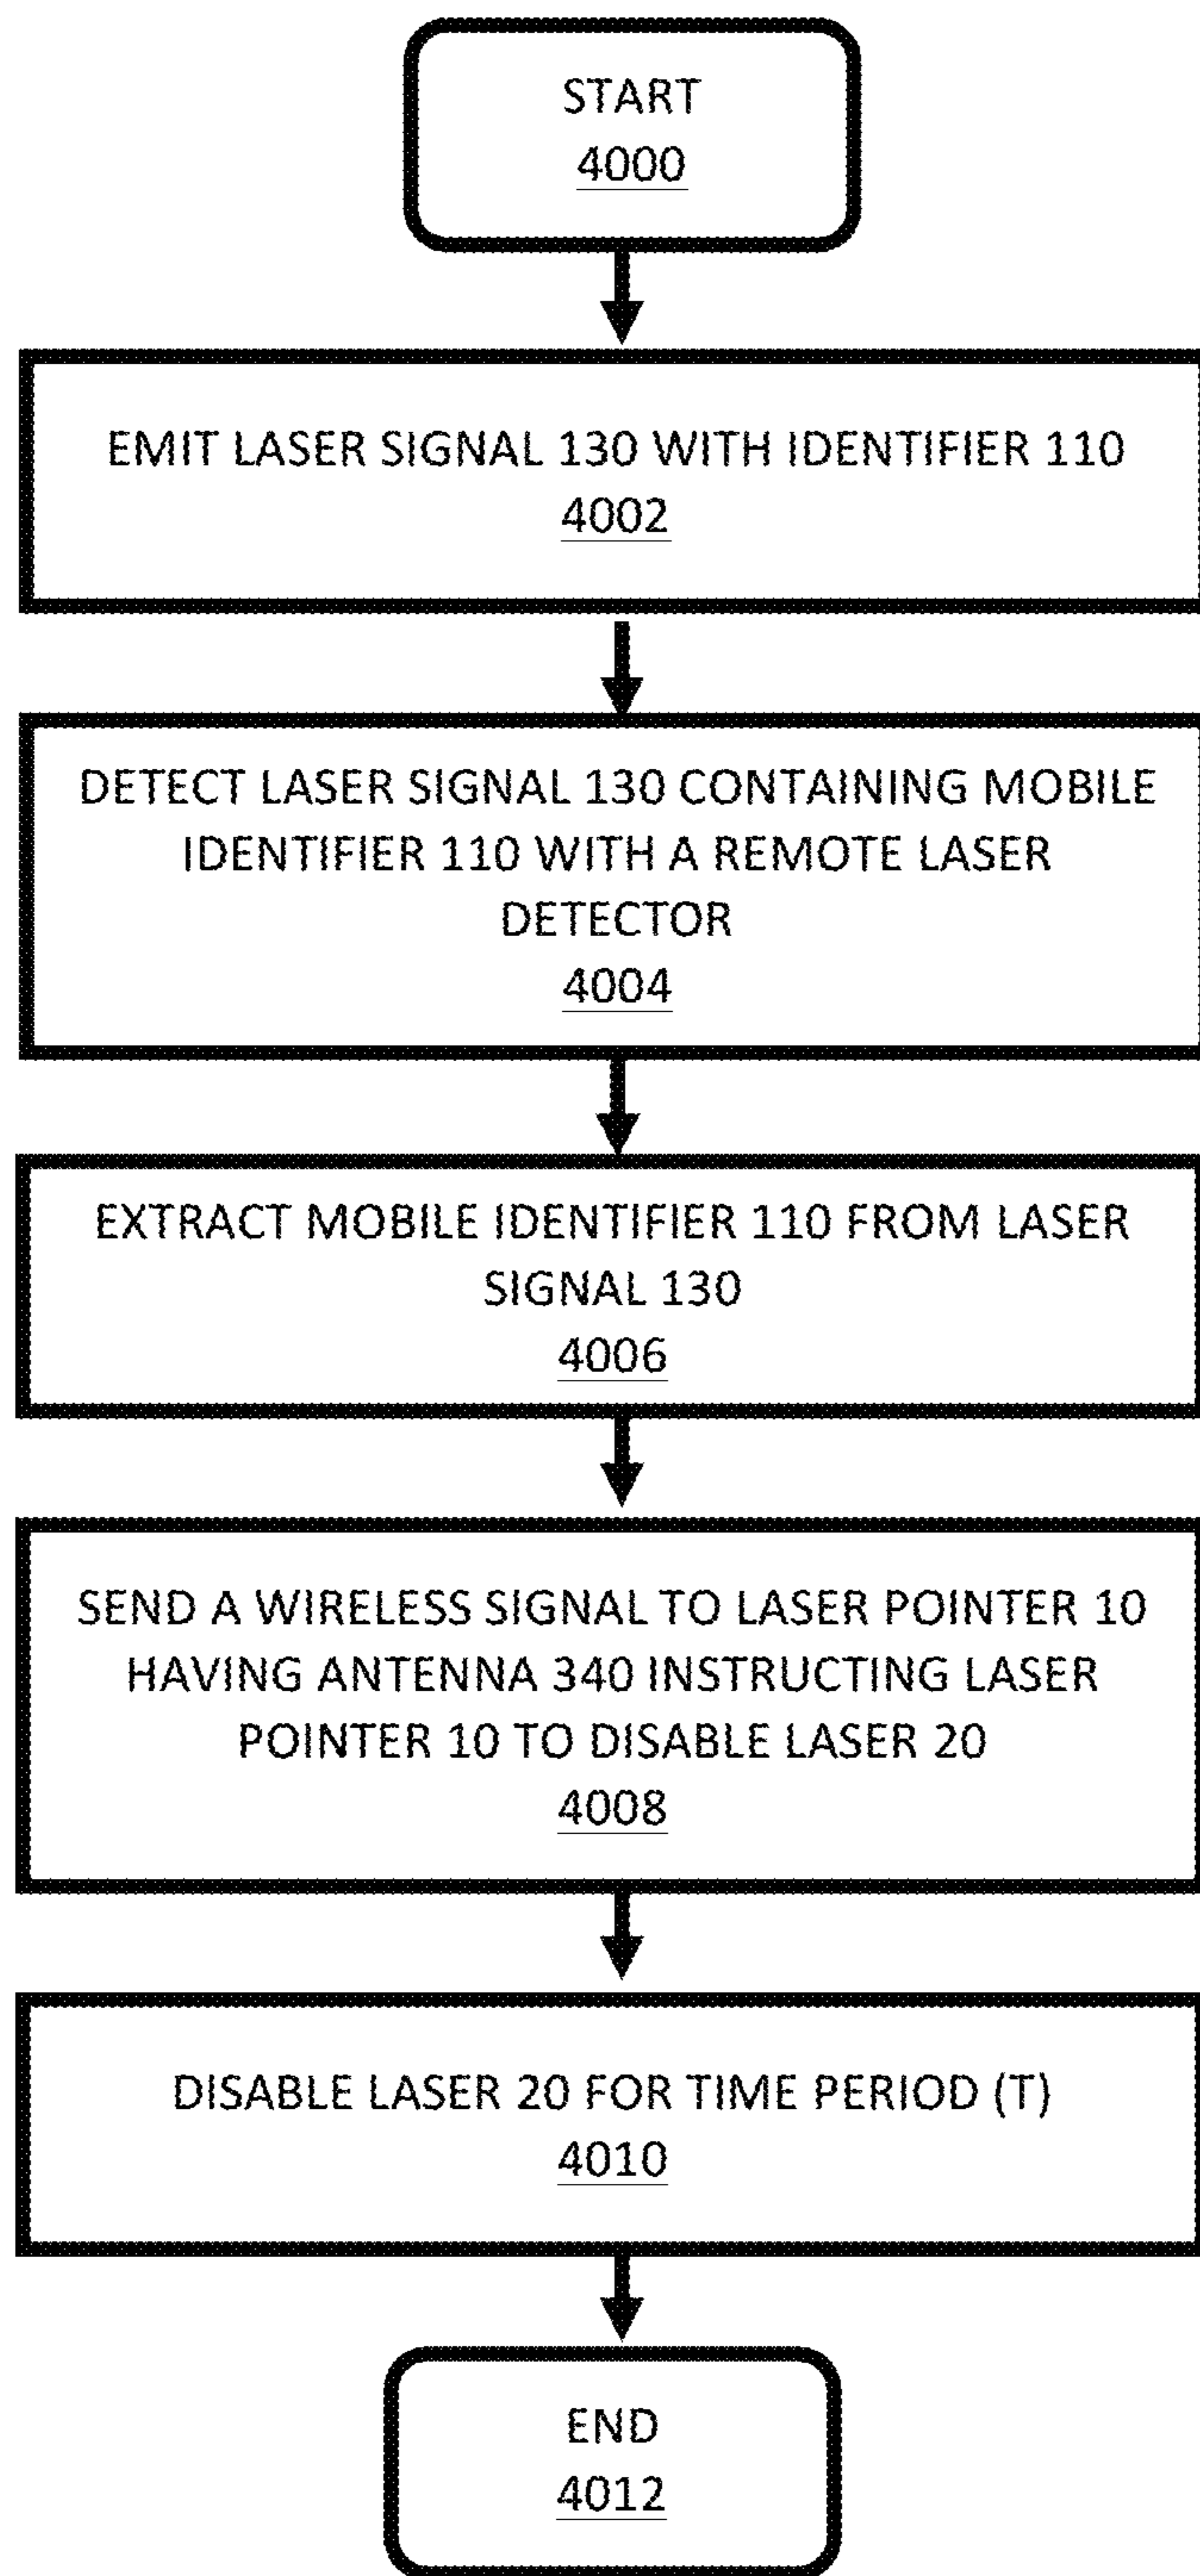 START
4000
EMIT LASER SIGNAL 130 WITH IDENTIFIER 110
4002
DETECT LASER SIGNAL 130 CONTAINING MOBILE
IDENTIFIER 110 WITH A REMOTE LASER
DETECTOR
4004
EXTRACT MOBILE IDENTIFIER 110 FROM LASER
SIGNAL 130
4006
SEND A WIRELESS SIGNAL TO LASER POINTER 10
HAVING ANTENNA 340 INSTRUCTING LASER
POINTER 10 TO DISABLE LASER 20
4008
DISABLE LASER 20 FOR TIME PERIOD (T)
4010
END
4012